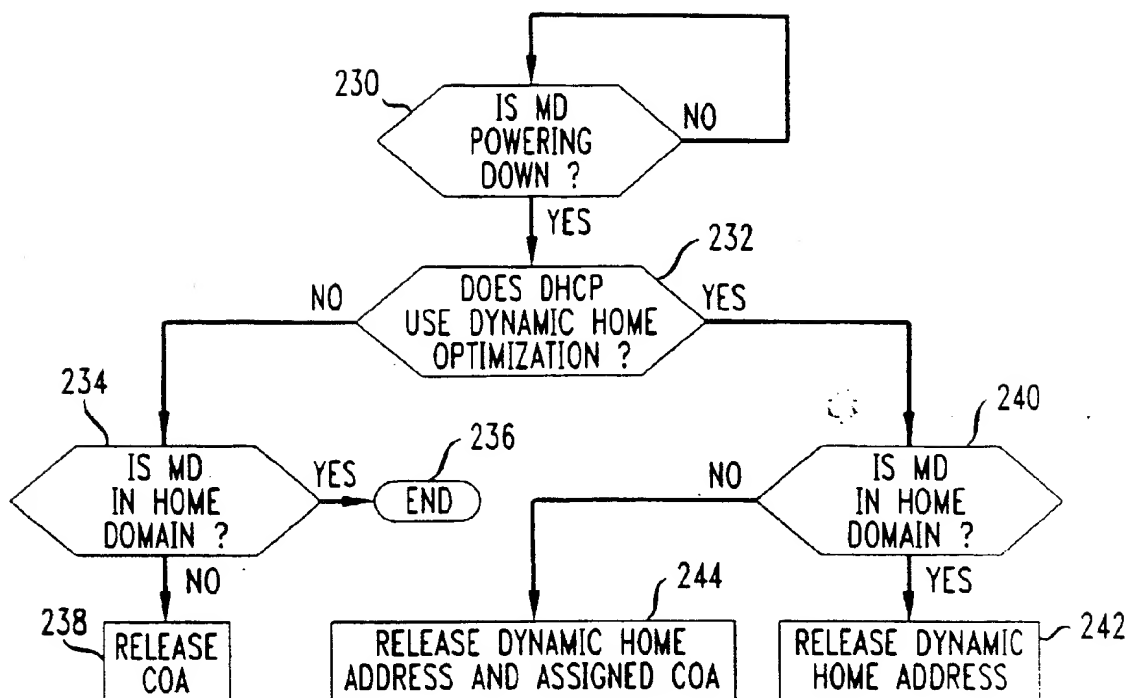 230
IS MD
POWERING
DOWN ?
NO
YES
232
DOES DHCP
USE DYNAMIC HOME
OPTIMIZATION ?
NO
YES
234
IS MD
IN HOME
DOMAIN ?
YES
236
END
NO
240
IS MD
IN HOME
DOMAIN ?
NO
YES
238
RELEASE
COA
244
RELEASE DYNAMIC HOME
ADDRESS AND ASSIGNED COA
242
RELEASE DYNAMIC
HOME ADDRESS